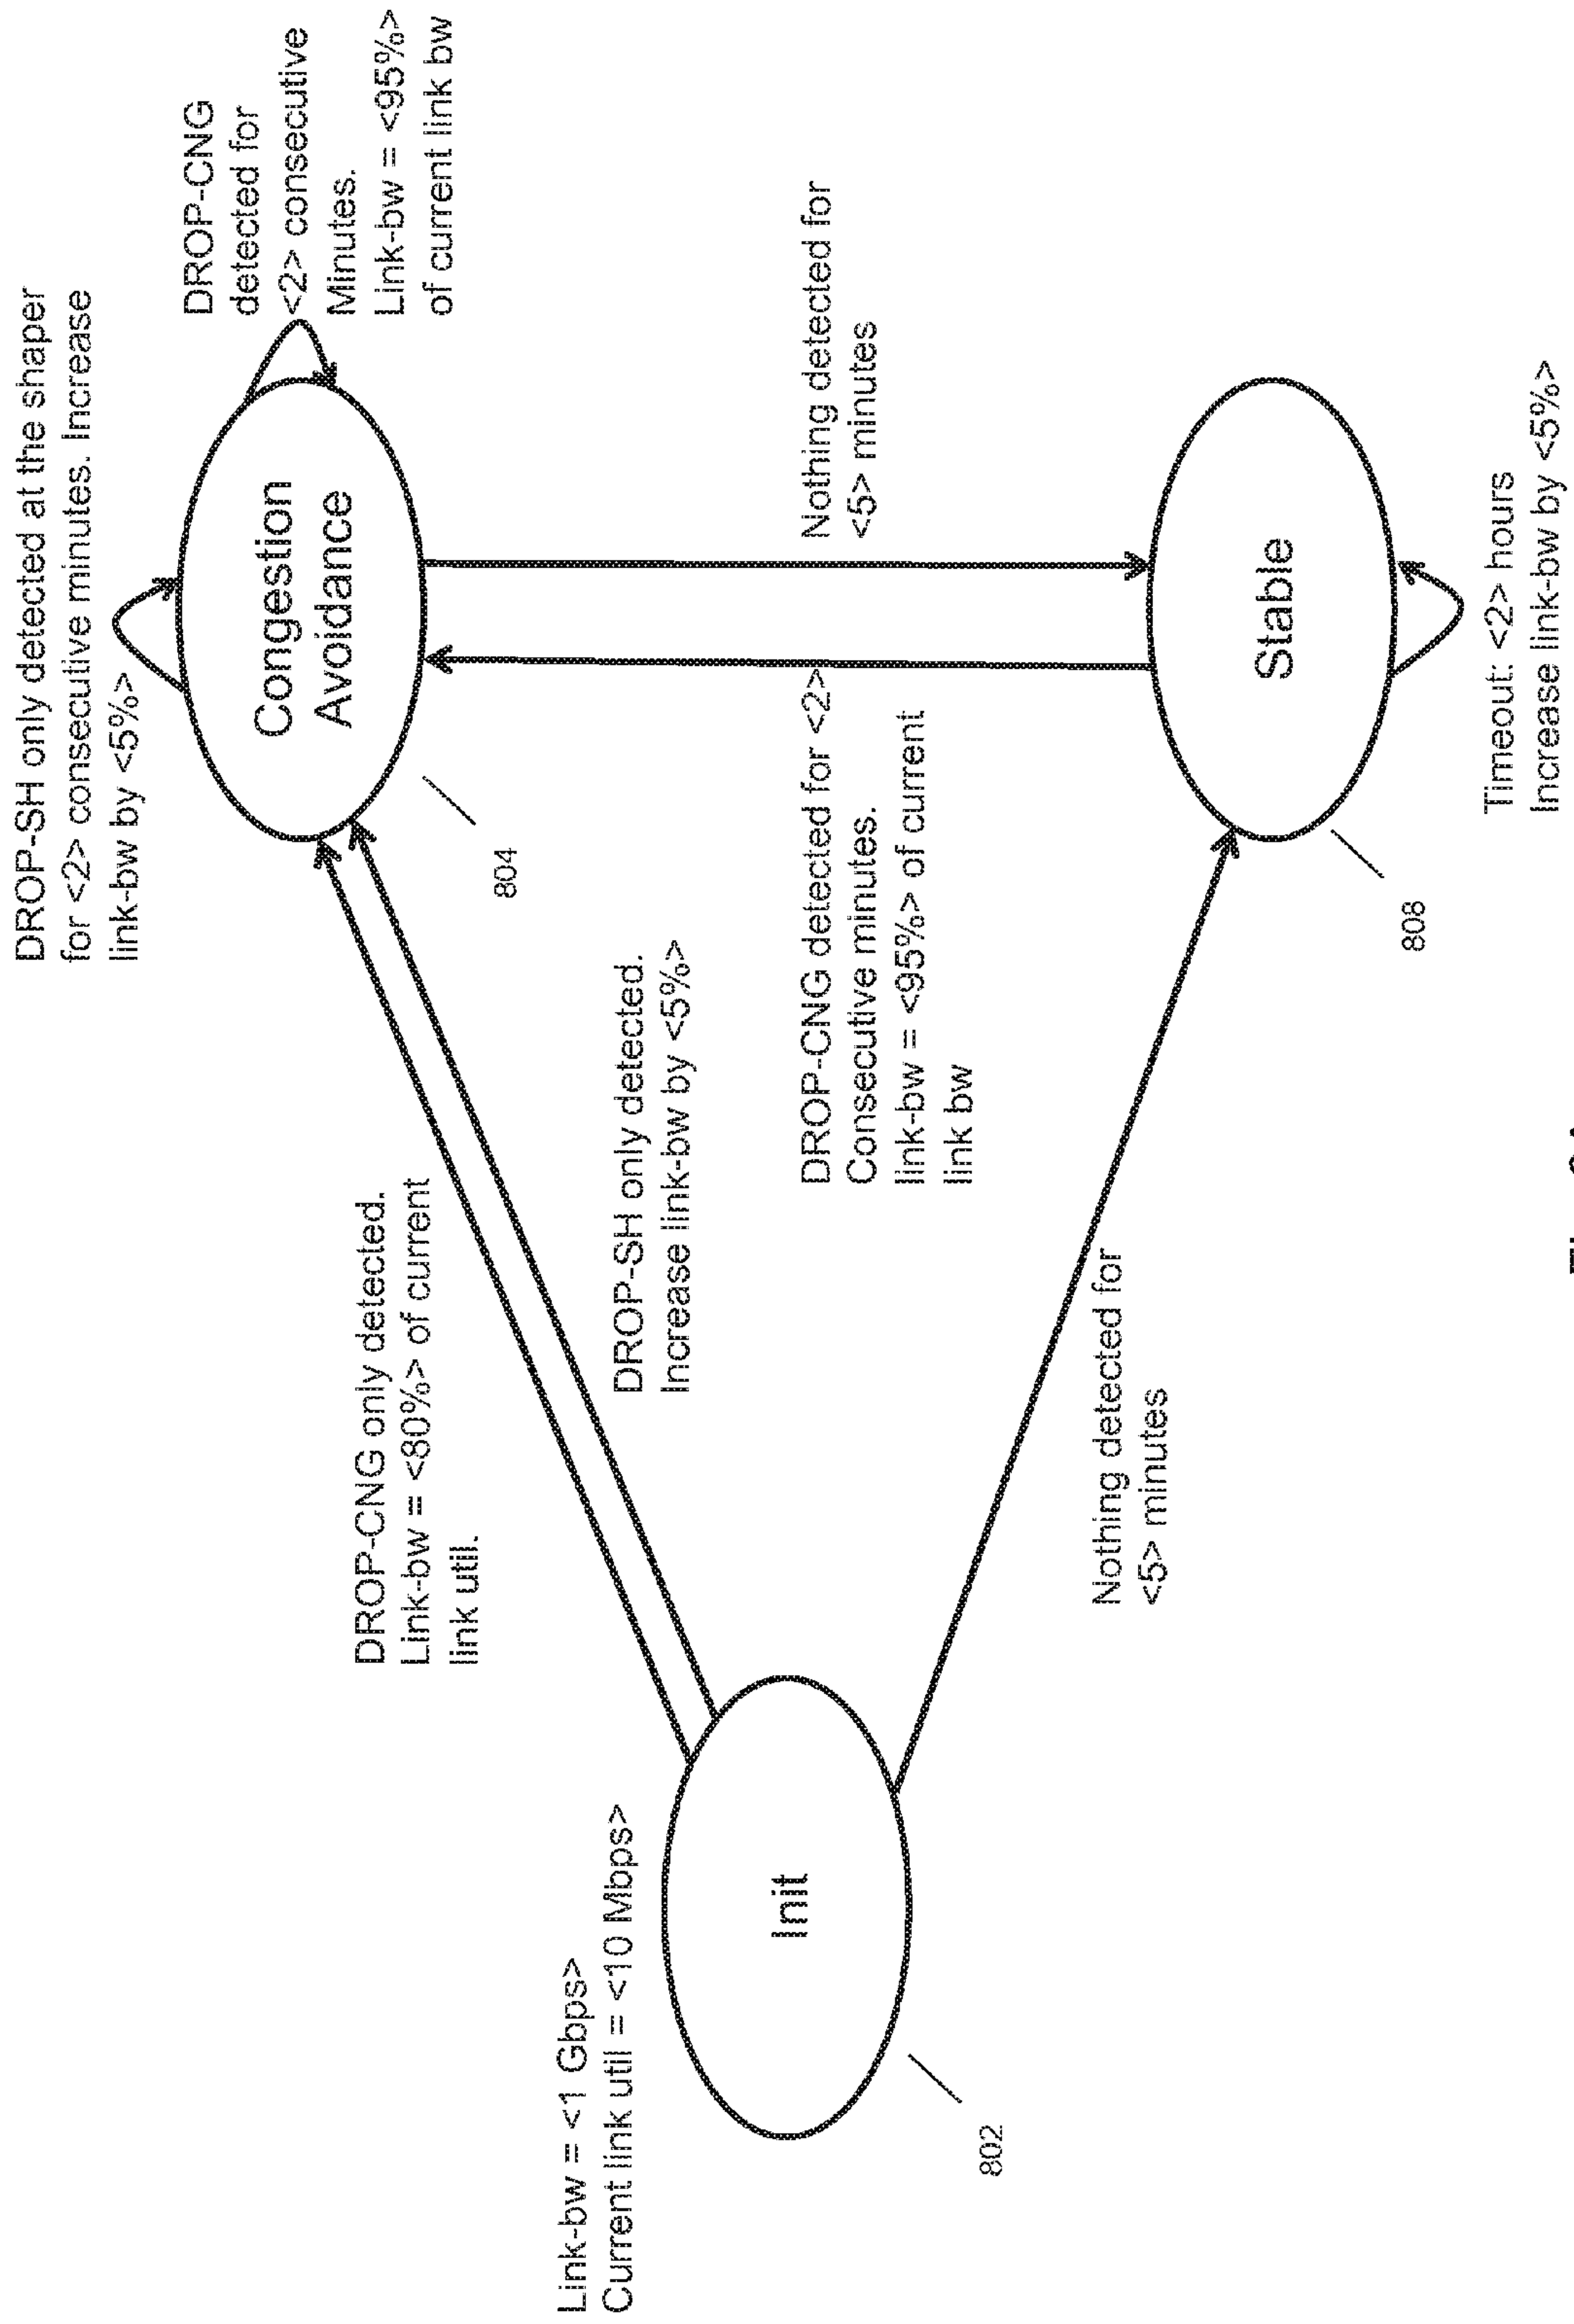 DROP-SH only detected at the shaper
for <2> consecutive minutes. Increase
link-bw by <5%>
DROP-CNG
detected for
<2> consecutive
Minutes.
Link-bw = <95%>
of current link bw
Congestion
Avoidance
804
DROP-CNG only detected.
Link-bw = <80%> of current
link util.
DROP-SH only detected.
Increase link-bw by <5%>
Link-bw = <1 Gbps>
Current link util = <10 Mbps>
Init
802
DROP-CNG detected for <2>
Consecutive minutes.
link-bw = <95%> of current
link bw
Nothing detected for
<5> minutes
Nothing detected for
<5> minutes
Stable
808
Timeout: <2> hours
Increase link-bw by <5%>